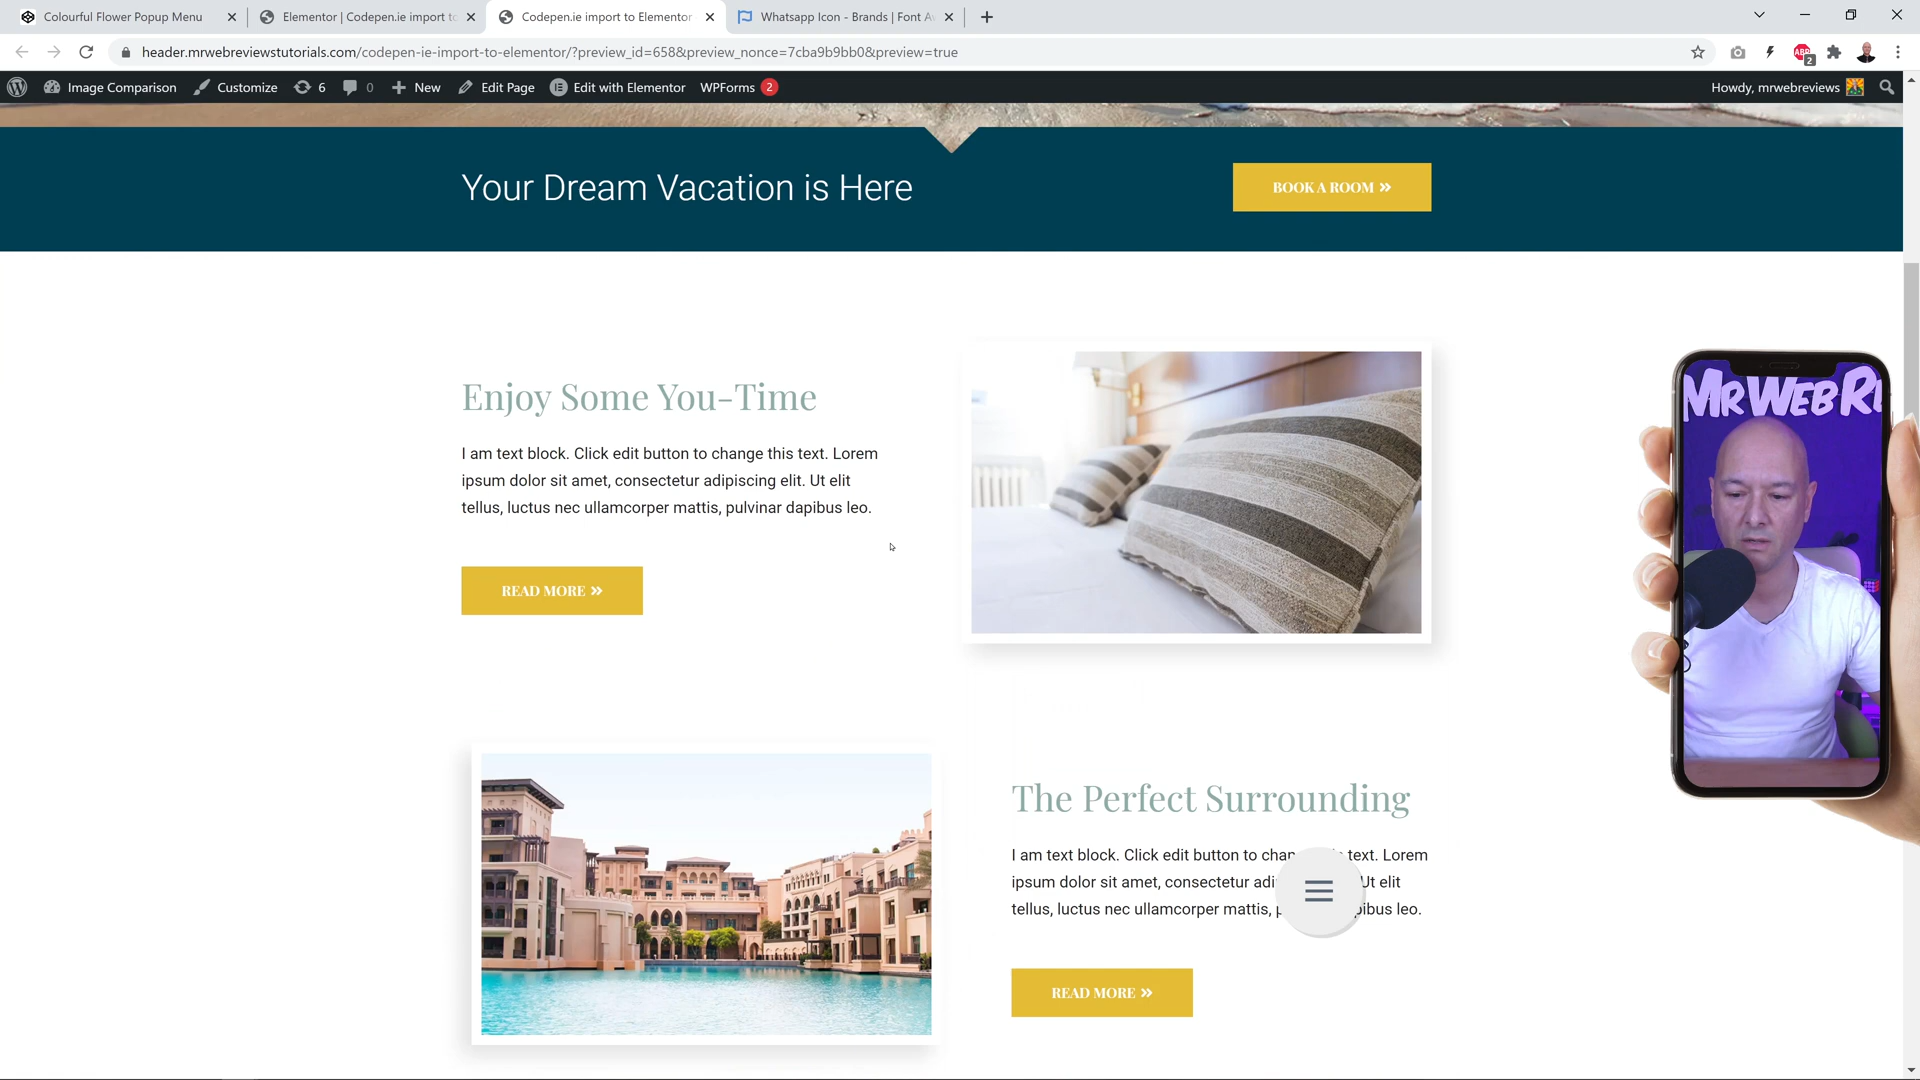 Colourful Flower Popup Menu
Elementor | Codepen.ie import to
Codepen.ie import to Elementor
Whatsapp Icon - Brands | Font A
header.mrwebreviewstutorials.com/codepen-ie-import-to-elementor/?preview_id=658&preview_nonce=7cba9b9bb0&preview=true
ABP
2
Image Comparison
Customize
6
0
New
Edit Page
Edit with Elementor
WPForms 2
Howdy, mrwebreviews
Your Dream Vacation is Here
BOOK A ROOM »
Enjoy Some You-Time
I am text block. Click edit button to change this text. Lorem
ipsum dolor sit amet, consectetur adipiscing elit. Ut elit
tellus, luctus nec ullamcorper mattis, pulvinar dapibus leo.
READ MORE »
MRWEBR
The Perfect Surrounding
I am text block. Click edit button to chan text. Lorem
ipsum dolor sit amet, consectetur adi Ut elit
tellus, luctus nec ullamcorper mattis, p pibus leo.
READ MORE »